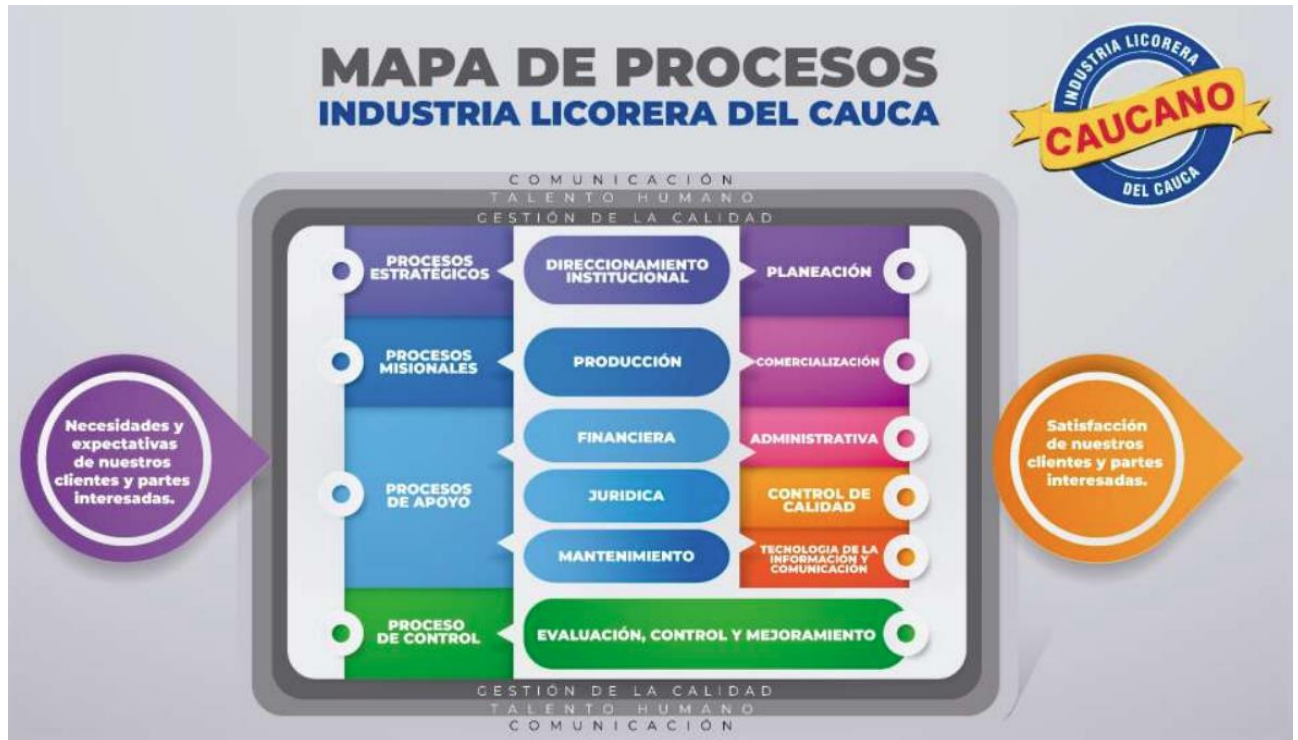 MAPA DE PROCESOS
INDUSTRIA LICORERA DEL CAUCA
INDUSTRIA LICORERA
CAUCANO
DEL CAUCA
COMUNICACIÓN
TALENTO HUMANO
GESTIÓN DE LA CALIDAD
PROCESOS
ESTRATÉGICOS
DIRECCIONAMIENTO
INSTITUCIONAL
PLANEACIÓN
PROCESOS
MISIONALES
PRODUCCIÓN
COMERCIALIZACIÓN
Necesidades y
expectativas
de nuestros
clientes y partes
interesadas.
PROCESOS
DE APOYO
FINANCIERA
JURIDICA
MANTENIMIENTO
ADMINISTRATIVA
CONTROL DE
CALIDAD
TECNOLOGIA DE LA
INFORMACIÓN Y
COMUNICACIÓN
Satisfacción
de nuestros
clientes y partes
interesadas.
PROCESO
DE CONTROL
EVALUACIÓN, CONTROL Y MEJORAMIENTO
GESTIÓN DE LA CALIDAD
TALENTO HUMANO
COMUNICACIÓN